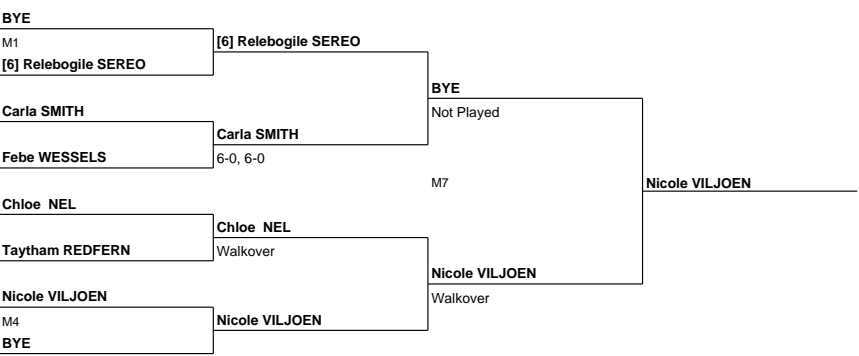 BYE
M1
[6] Relebogile SEREO
[6] Relebogile SEREO
BYE
Not Played
Carla SMITH
Carla SMITH
6-0, 6-0
Febe WESSELS
M7
Nicole VILJOEN
Chloe NEL
Chloe NEL
Walkover
Taytham REDFERN
Nicole VILJOEN
Walkover
Nicole VILJOEN
M4
Nicole VILJOEN
BYE